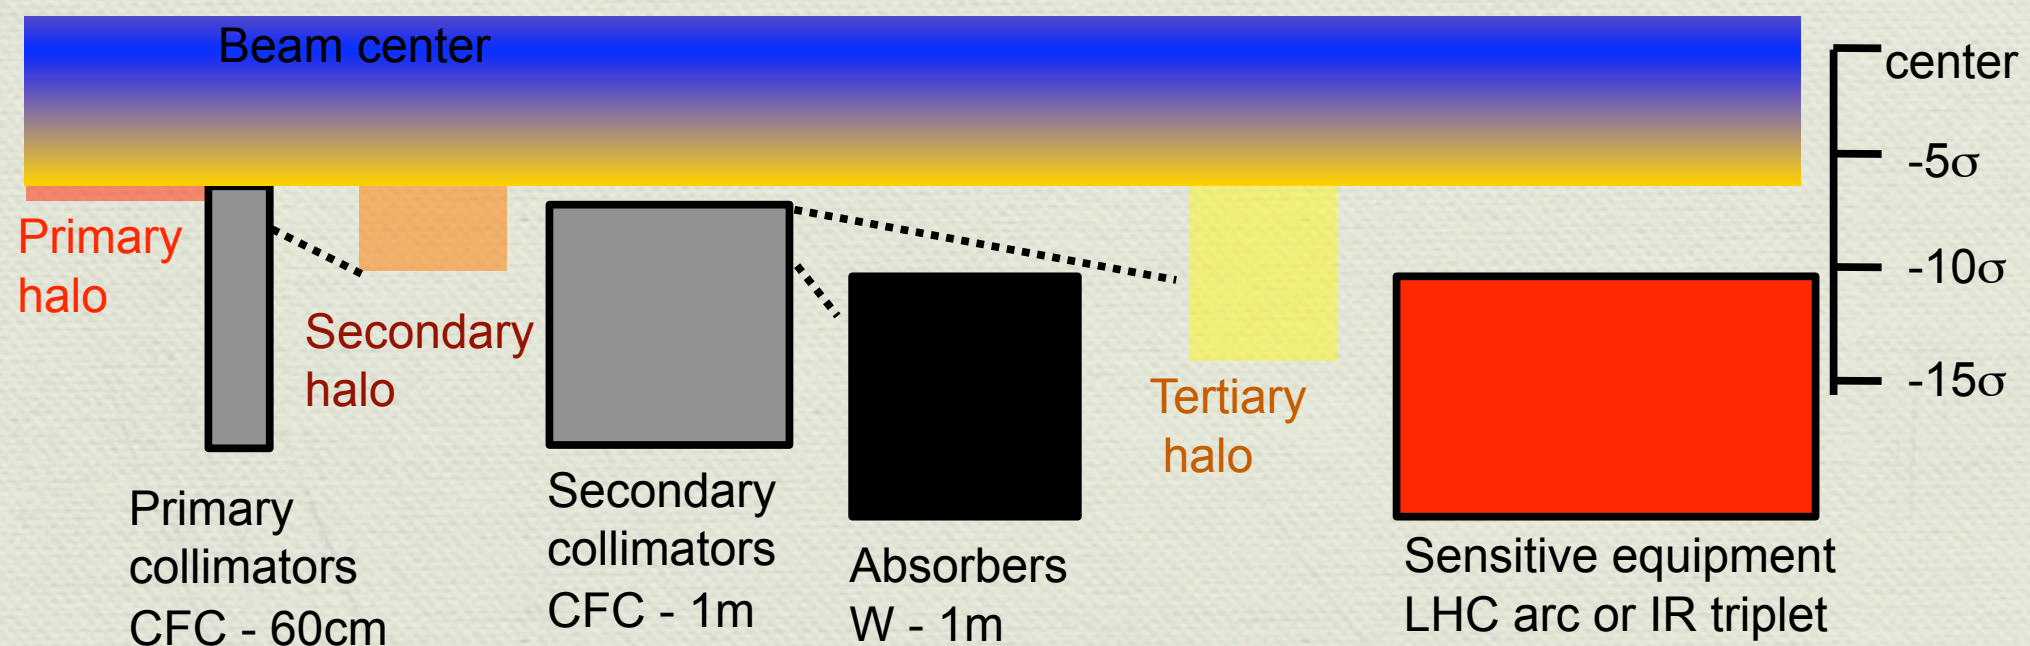 Beam center
center
-5σ
-10σ
-15σ
Primary
halo
Secondary
halo
Tertiary
halo
Primary
collimators
CFC - 60cm
Secondary
collimators
CFC - 1m
Absorbers
W - 1m
Sensitive equipment
LHC arc or IR triplet